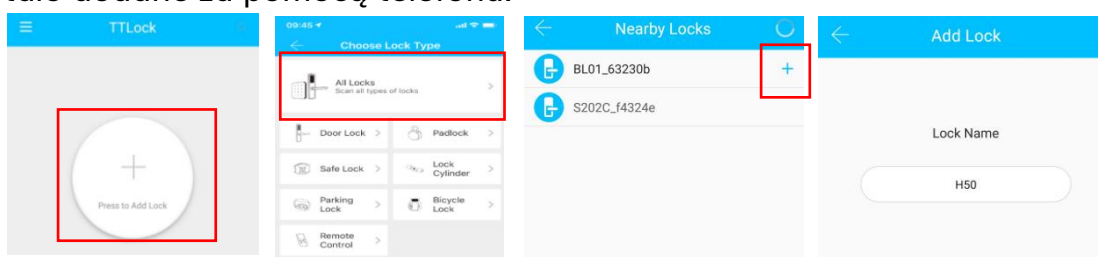 dodane za pomocą telefonu.
TTLock
Press to Add Lock
09:45
Choose Lock Type
All Locks
Scan all types of locks
Door Lock
Padlock
Safe Lock
Lock
Cylinder
Parking
Lock
Bicycle
Lock
Remote
Control
Nearby Locks
BL01_63230b
+
S202C_f4324e
Add Lock
Lock Name
H50